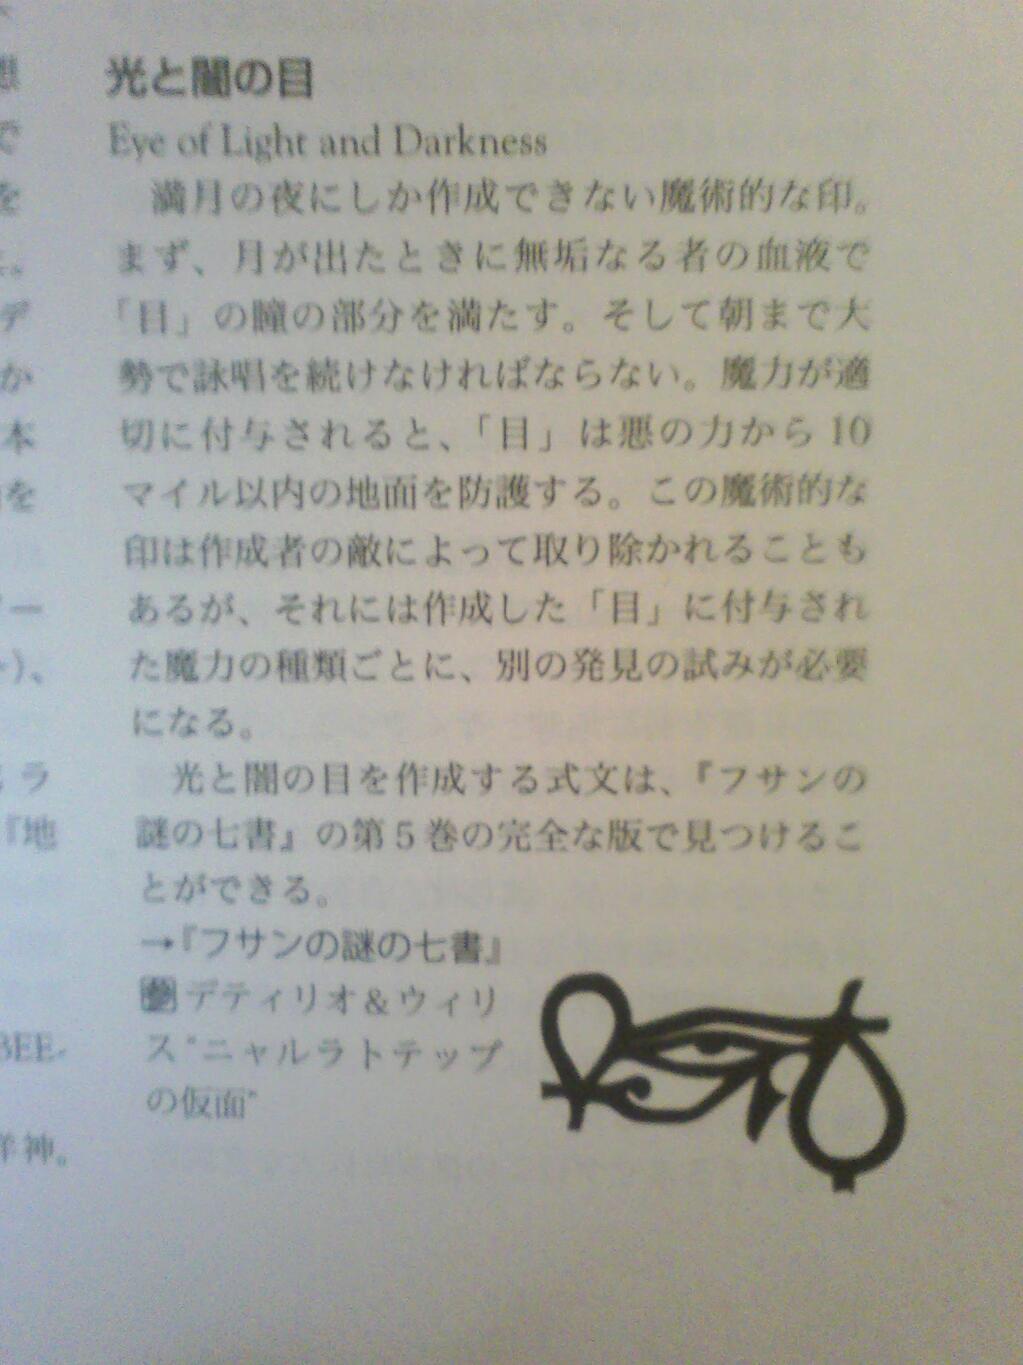 光と闇の目
Eye of Light and Darkness
満月の夜にしか作成できない魔術的な印。
まず、月が出たときに無垢なる者の血液で
「目」の瞳の部分を満たす。そして朝まで大
勢で詠唱を続けなければならない。魔力が適
切に付与されると、「目」は悪の力から10
マイル以内の地面を防護する。この魔術的な
印は作成者の敵によって取り除かれることも
あるが、それには作成した「目」に付与され
た魔力の種類ごとに、別の発見の試みが必要
になる。
光と闇の目を作成する式文は、『フサンの
謎の七書』の第5巻の完全な版で見つけるこ
とができる。
→『フサンの謎の七書』
デティリオ&ウィリ
ス“ニャルラトテップ
の仮面”
で
を
デ
か
本
を
ー
ラ
『地
BEE-
洋神。